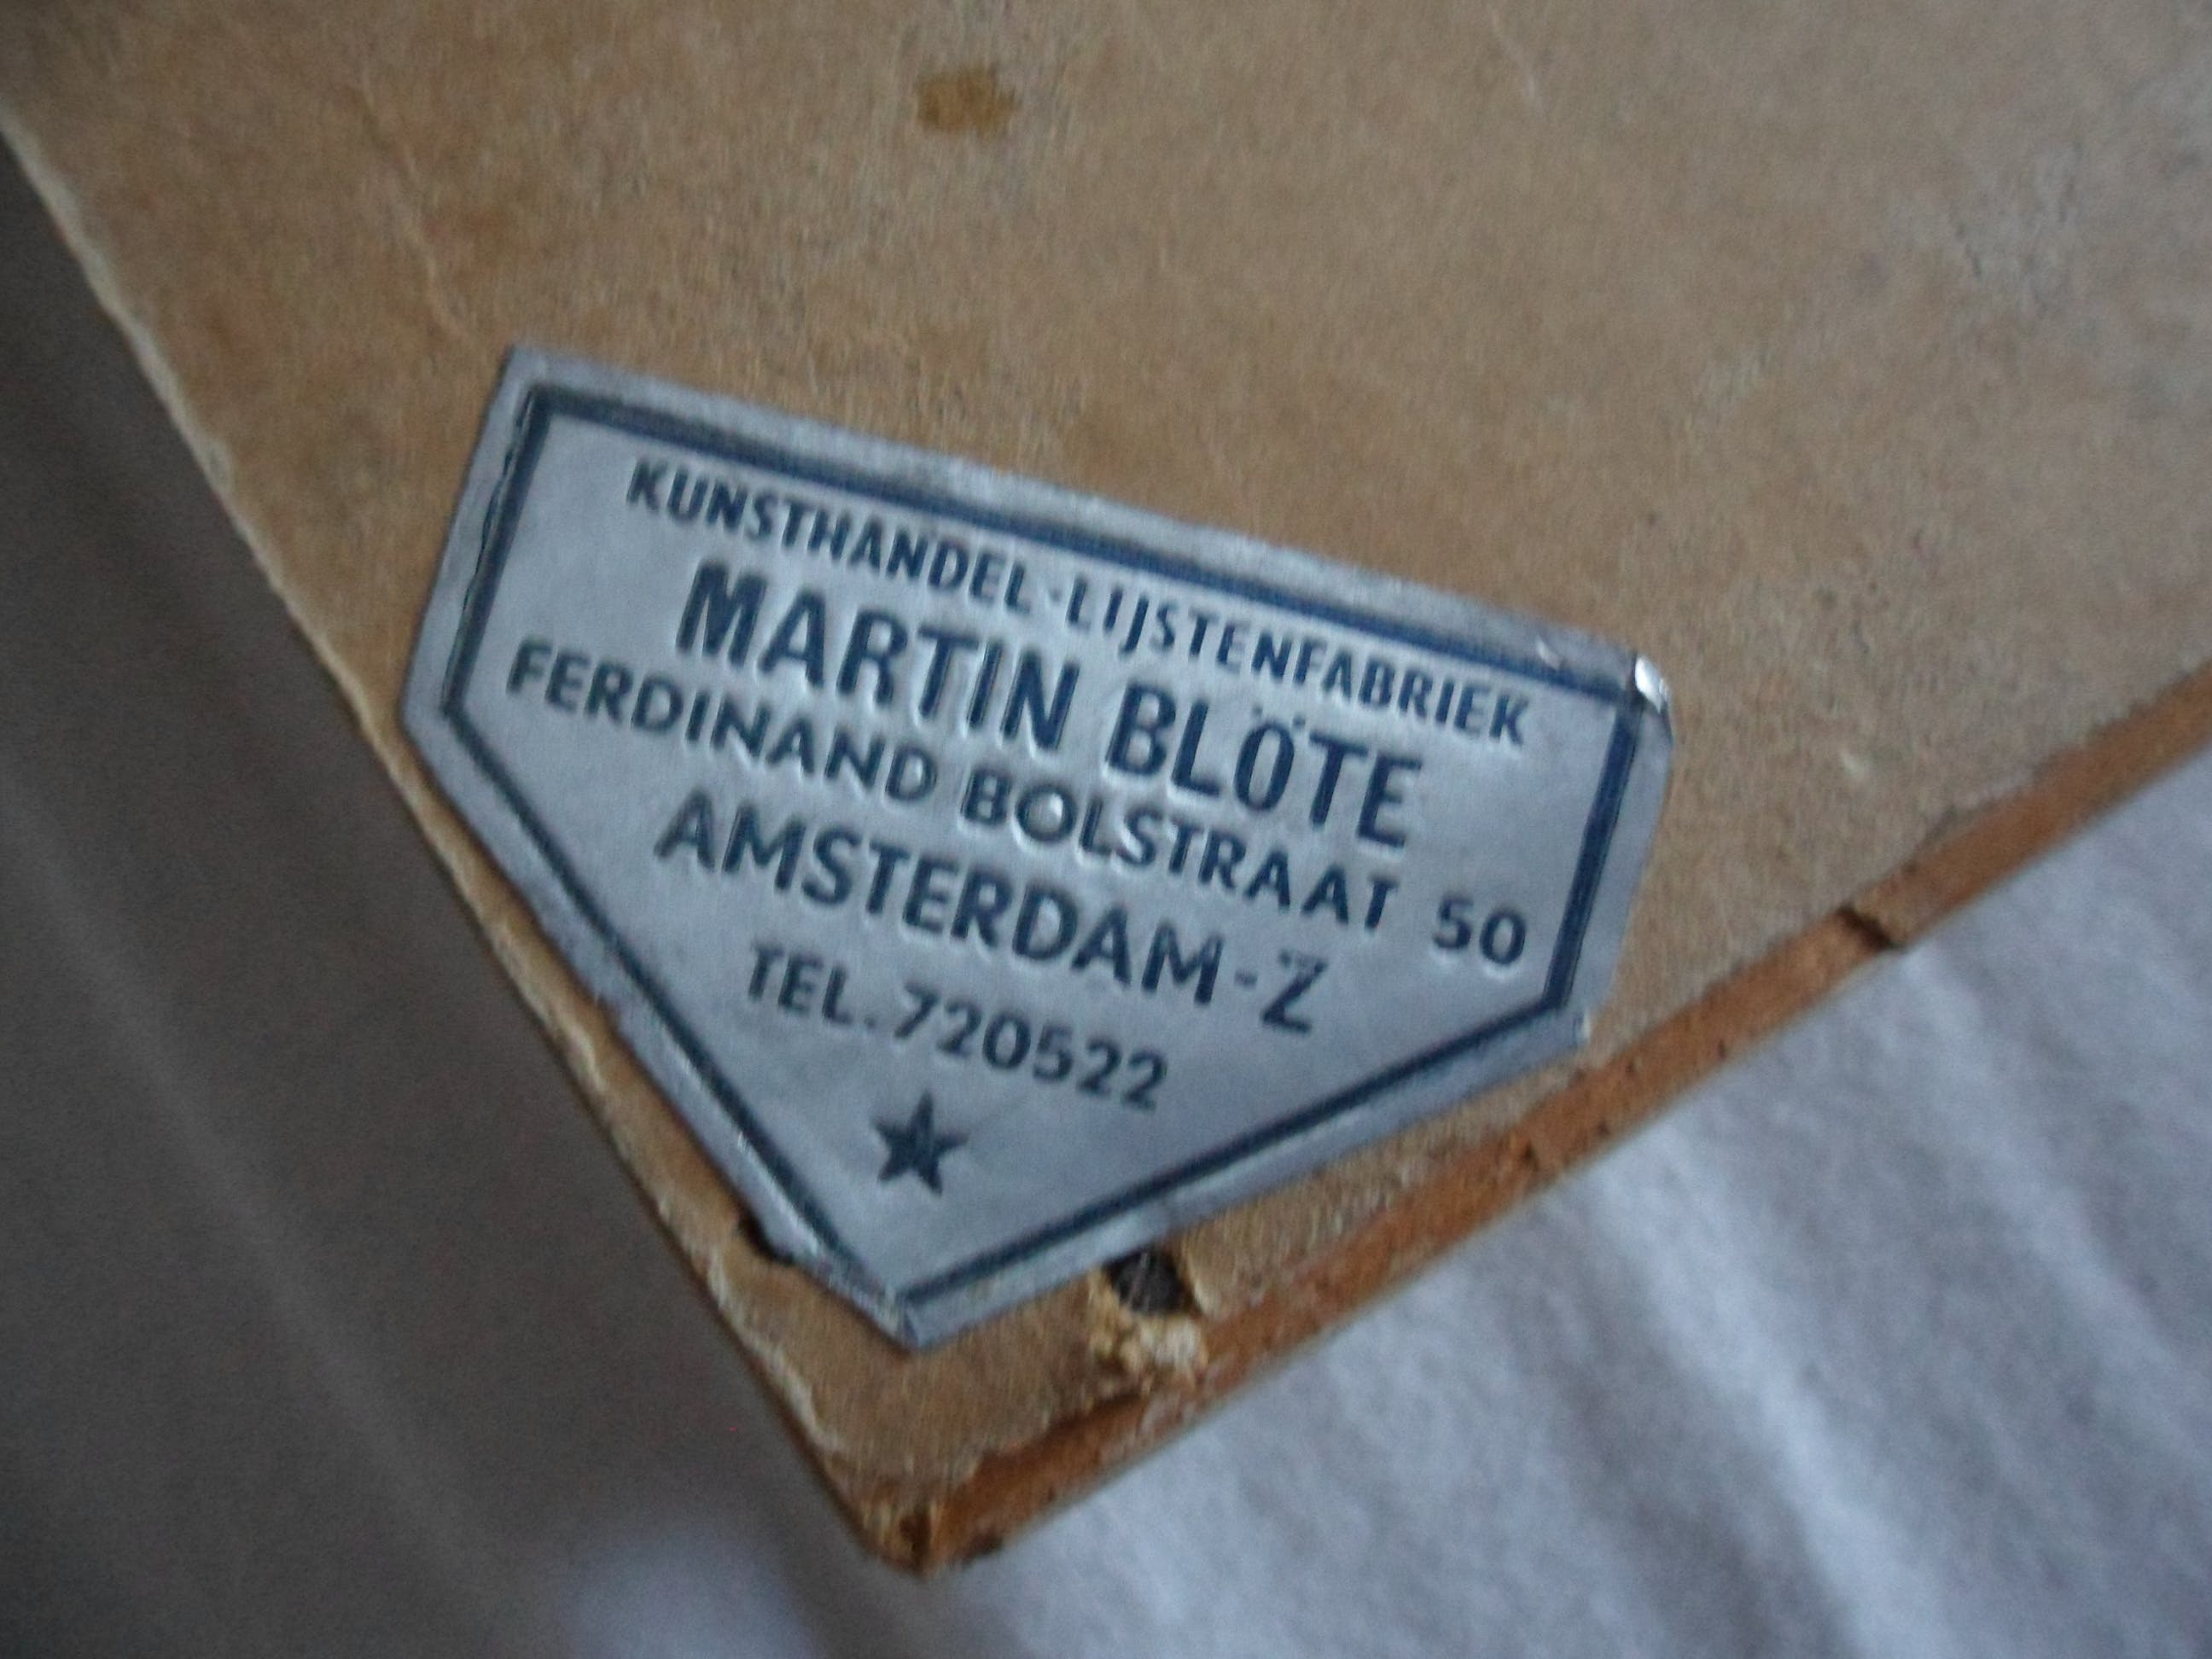 KUNSTHANDEL-LIJSTENFABRIEK
MARTIN BLÖTE
FERDINAND BOLSTRAAT 50
AMSTERDAM-Z
TEL. 720522